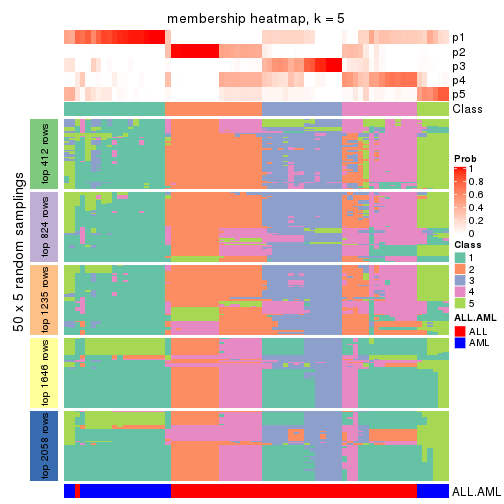 membership heatmap, k = 5
p1
p2
p3
p4
p5
Class
50 x 5 random samplings
top 412 rows
top 824 rows
top 1235 rows
top 1646 rows
top 2058 rows
ALL.AML
Prob
1
0.8
0.6
0.4
0.2
0
Class
1
2
3
4
5
ALL.AML
ALL
AML